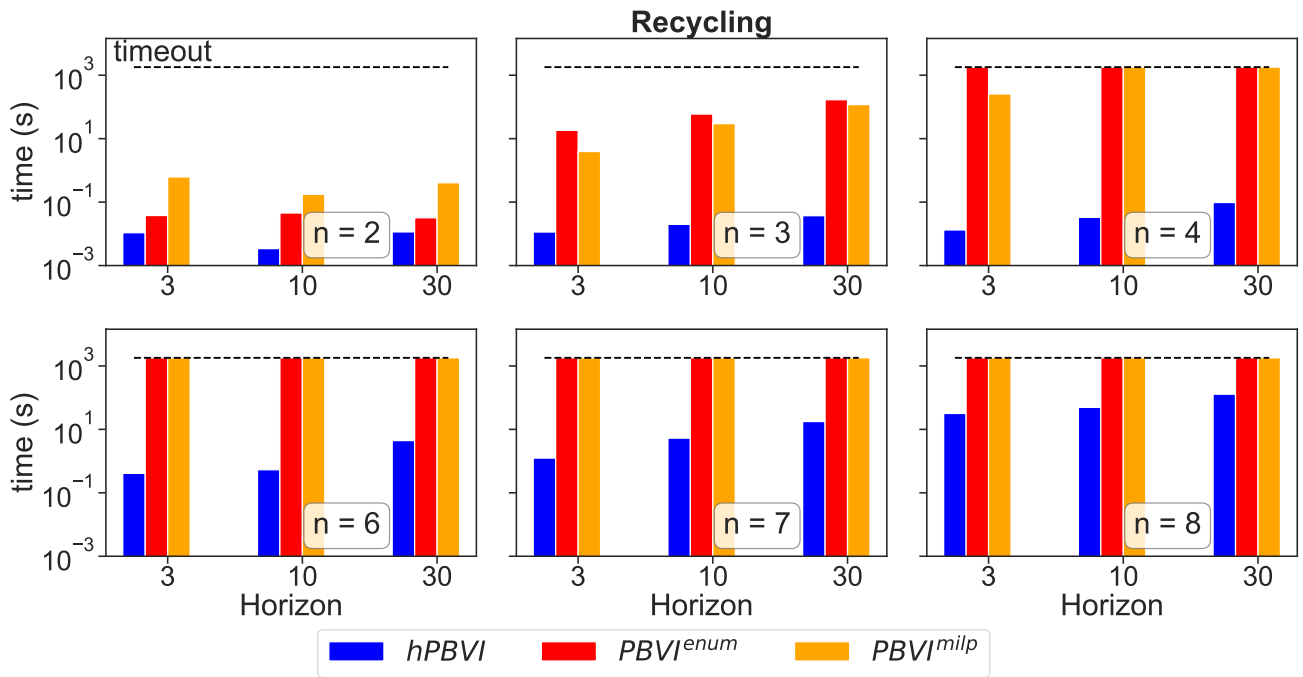 Recycling
timeout
time (s)
10^3
10^1
10^-1
10^-3
n = 2
n = 3
n = 4
3 10 30
3 10 30
3 10 30
time (s)
10^3
10^1
10^-1
10^-3
n = 6
n = 7
n = 8
3 10 30
3 10 30
3 10 30
Horizon
Horizon
Horizon
hPBVI PBVI^enum PBVI^milp